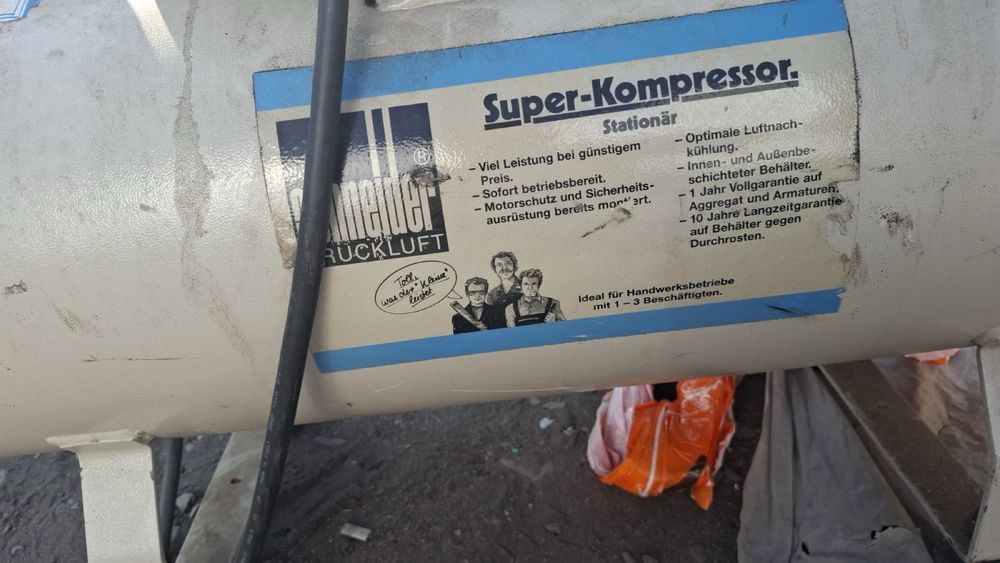 Super-Kompressor.
Stationär
®
RUCKLUFT
- Viel Leistung bei günstigem
Preis.
- Sofort betriebsbereit.
- Motorschutz und Sicherheits-
ausrüstung bereits montiert.
- Optimale Luftnach-
kühlung.
- Innen- und Außenbe-
schichteter Behälter.
- 1 Jahr Vollgarantie auf
Aggregat und Armaturen.
- 10 Jahre Langzeitgarantie
auf Behälter gegen
Durchrosten.
Toll,
was der "Kleine"
leistet
Ideal für Handwerksbetriebe
mit 1 – 3 Beschäftigten.